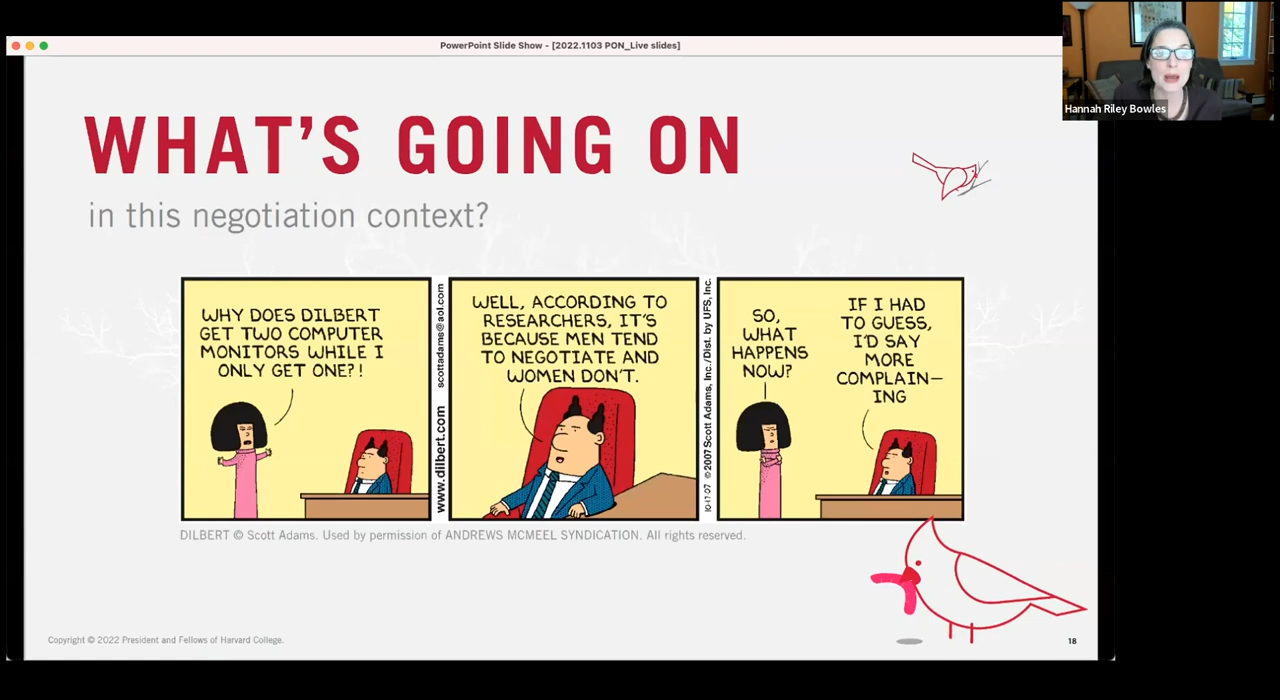 PowerPoint Slide Show - [2022.1103 PON_Live slides]
Hannah Riley Bowles
WHAT'S GOING ON
in this negotiation context?
WHY DOES DILBERT
GET TWO COMPUTER
MONITORS WHILE I
ONLY GET ONE?!
www.dilbert.com scottadams@aol.com
WELL, ACCORDING TO
RESEARCHERS, IT'S
BECAUSE MEN TEND
TO NEGOTIATE AND
WOMEN DON'T.
10-17-07 ©2007 Scott Adams, Inc./Dist. by UFS, Inc.
SO,
WHAT
HAPPENS
NOW?
IF I HAD
TO GUESS,
I'D SAY
MORE
COMPLAIN-
ING
DILBERT © Scott Adams. Used by permission of ANDREWS MCMEEL SYNDICATION. All rights reserved.
Copyright © 2022 President and Fellows of Harvard College.
18